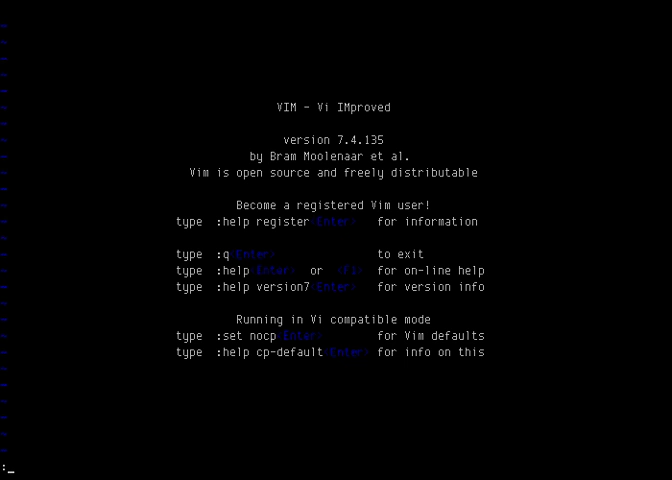 VIM - Vi IMproved
version 7.4.135
by Bram Moolenaar et al.
Vim is open source and freely distributable
Become a registered Vim user!
type :help register<Enter> for information
type :q<Enter> to exit
type :help<Enter> or <F1> for on-line help
type :help version7<Enter> for version info
Running in Vi compatible mode
type :set nocp<Enter> for Vim defaults
type :help cp-default<Enter> for info on this
:_